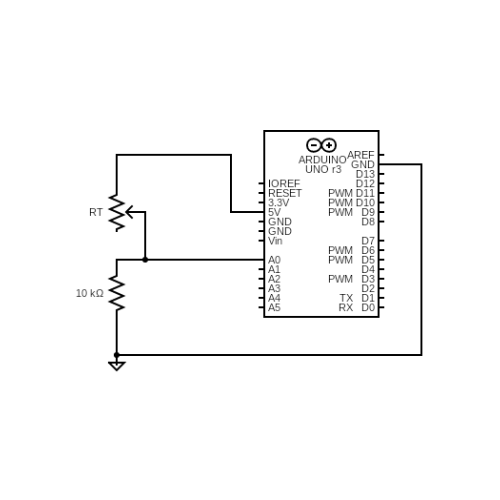 ARDUINO
UNO r3
AREF
GND
D13
IOREF D12
RESET PWM D11
3.3V PWM D10
5V PWM D9
GND D8
GND
Vin D7
PWM D6
A0 PWM D5
A1 D4
A2 PWM D3
A3 D2
A4 TX D1
A5 RX D0
RT
10 kΩ